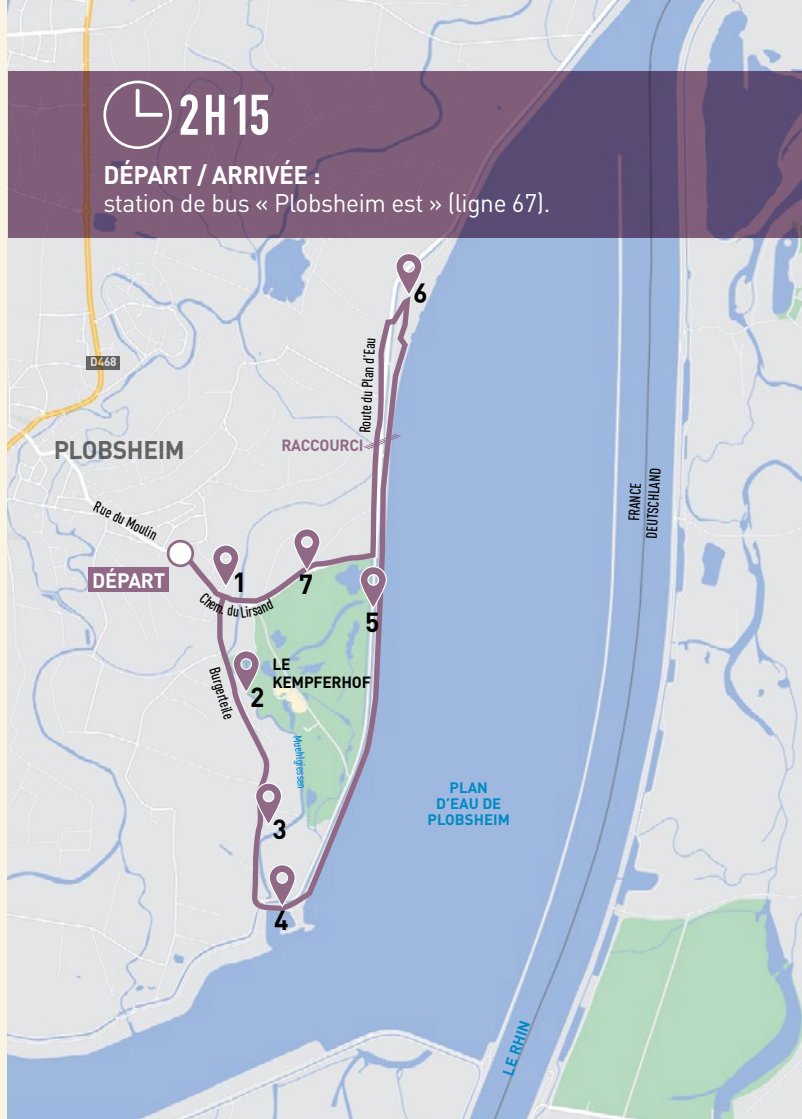 2H15
DÉPART / ARRIVÉE :
station de bus « Plobsheim est » (ligne 67).
6
D468
Route du Plan d'Eau
PLOBSHEIM
RACCOURCI
FRANCE
DEUTSCHLAND
Rue du Moulin
DÉPART
1
7
Chem. du Lirsand
5
LE
KEMPFERHOF
2
Burgerteile
Muehlgiessen
PLAN
D'EAU DE
PLOBSHEIM
3
4
LE RHIN